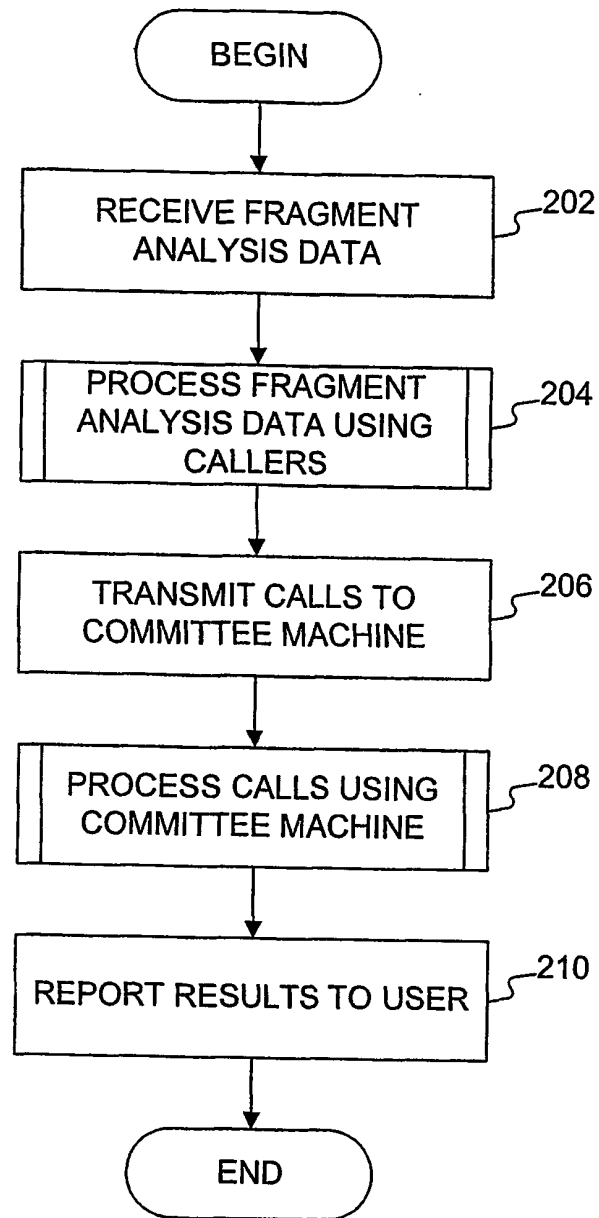 BEGIN
RECEIVE FRAGMENT
ANALYSIS DATA
202
PROCESS FRAGMENT
ANALYSIS DATA USING
CALLERS
204
TRANSMIT CALLS TO
COMMITTEE MACHINE
206
PROCESS CALLS USING
COMMITTEE MACHINE
208
REPORT RESULTS TO USER
210
END